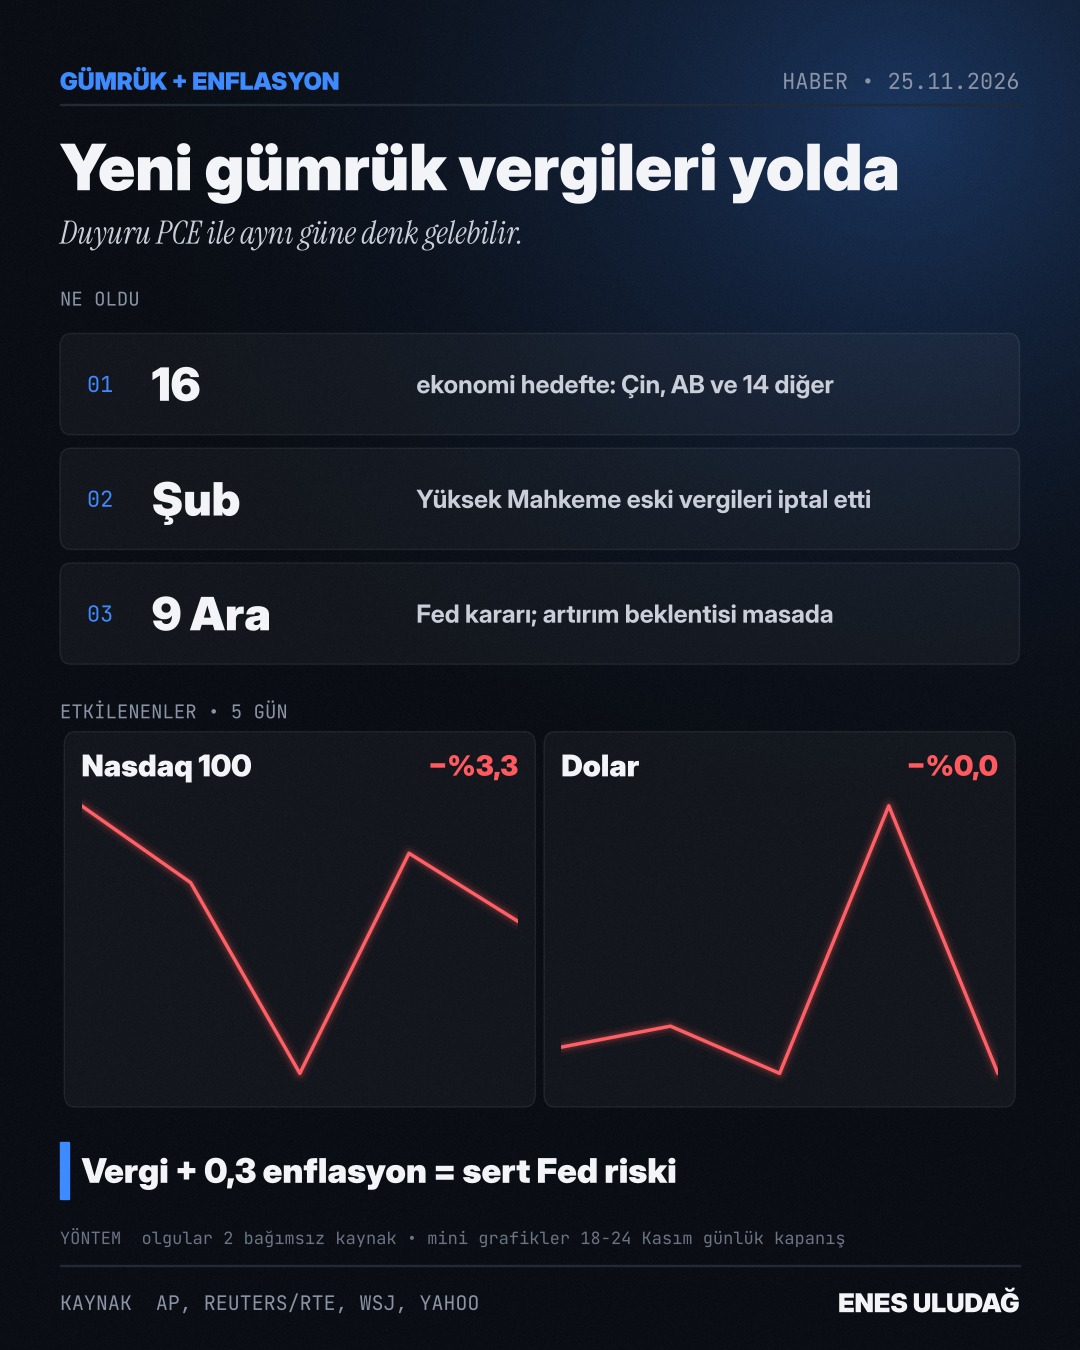 GÜMRÜK + ENFLASYON
HABER • 25.11.2026
Yeni gümrük vergileri yolda
Duyuru PCE ile aynı güne denk gelebilir.
NE OLDU
01 16 ekonomi hedefte: Çin, AB ve 14 diğer
02 Şub Yüksek Mahkeme eski vergileri iptal etti
03 9 Ara Fed kararı; artırım beklentisi masada
ETKİLENENLER • 5 GÜN
Nasdaq 100 −%3,3
Dolar −%0,0
Vergi + 0,3 enflasyon = sert Fed riski
YÖNTEM olgular 2 bağımsız kaynak • mini grafikler 18-24 Kasım günlük kapanış
KAYNAK AP, REUTERS/RTE, WSJ, YAHOO
ENES ULUDAĞ